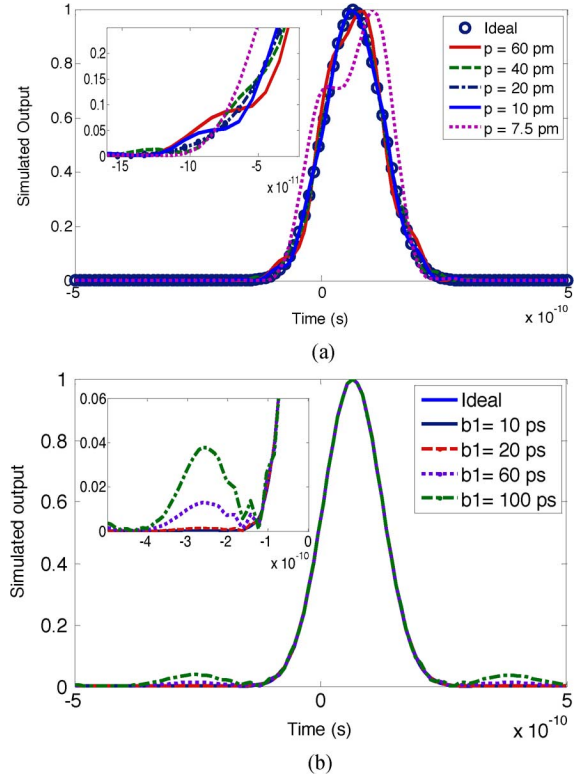 Simulated Output
1
0.8
0.6
0.4
0.2
0
-5
0
5
Time (s)
x 10^-10
0.2
0.15
0.1
0.05
0
-15
-10
-5
x 10^-11
Ideal
p = 60 pm
p = 40 pm
p = 20 pm
p = 10 pm
p = 7.5 pm
(a)
Simulated output
1
0.8
0.6
0.4
0.2
0
-5
0
5
Time (s)
x 10^-10
0.06
0.04
0.02
0
-4
-3
-2
-1
0
x 10^-10
Ideal
b1= 10 ps
b1= 20 ps
b1= 60 ps
b1= 100 ps
(b)